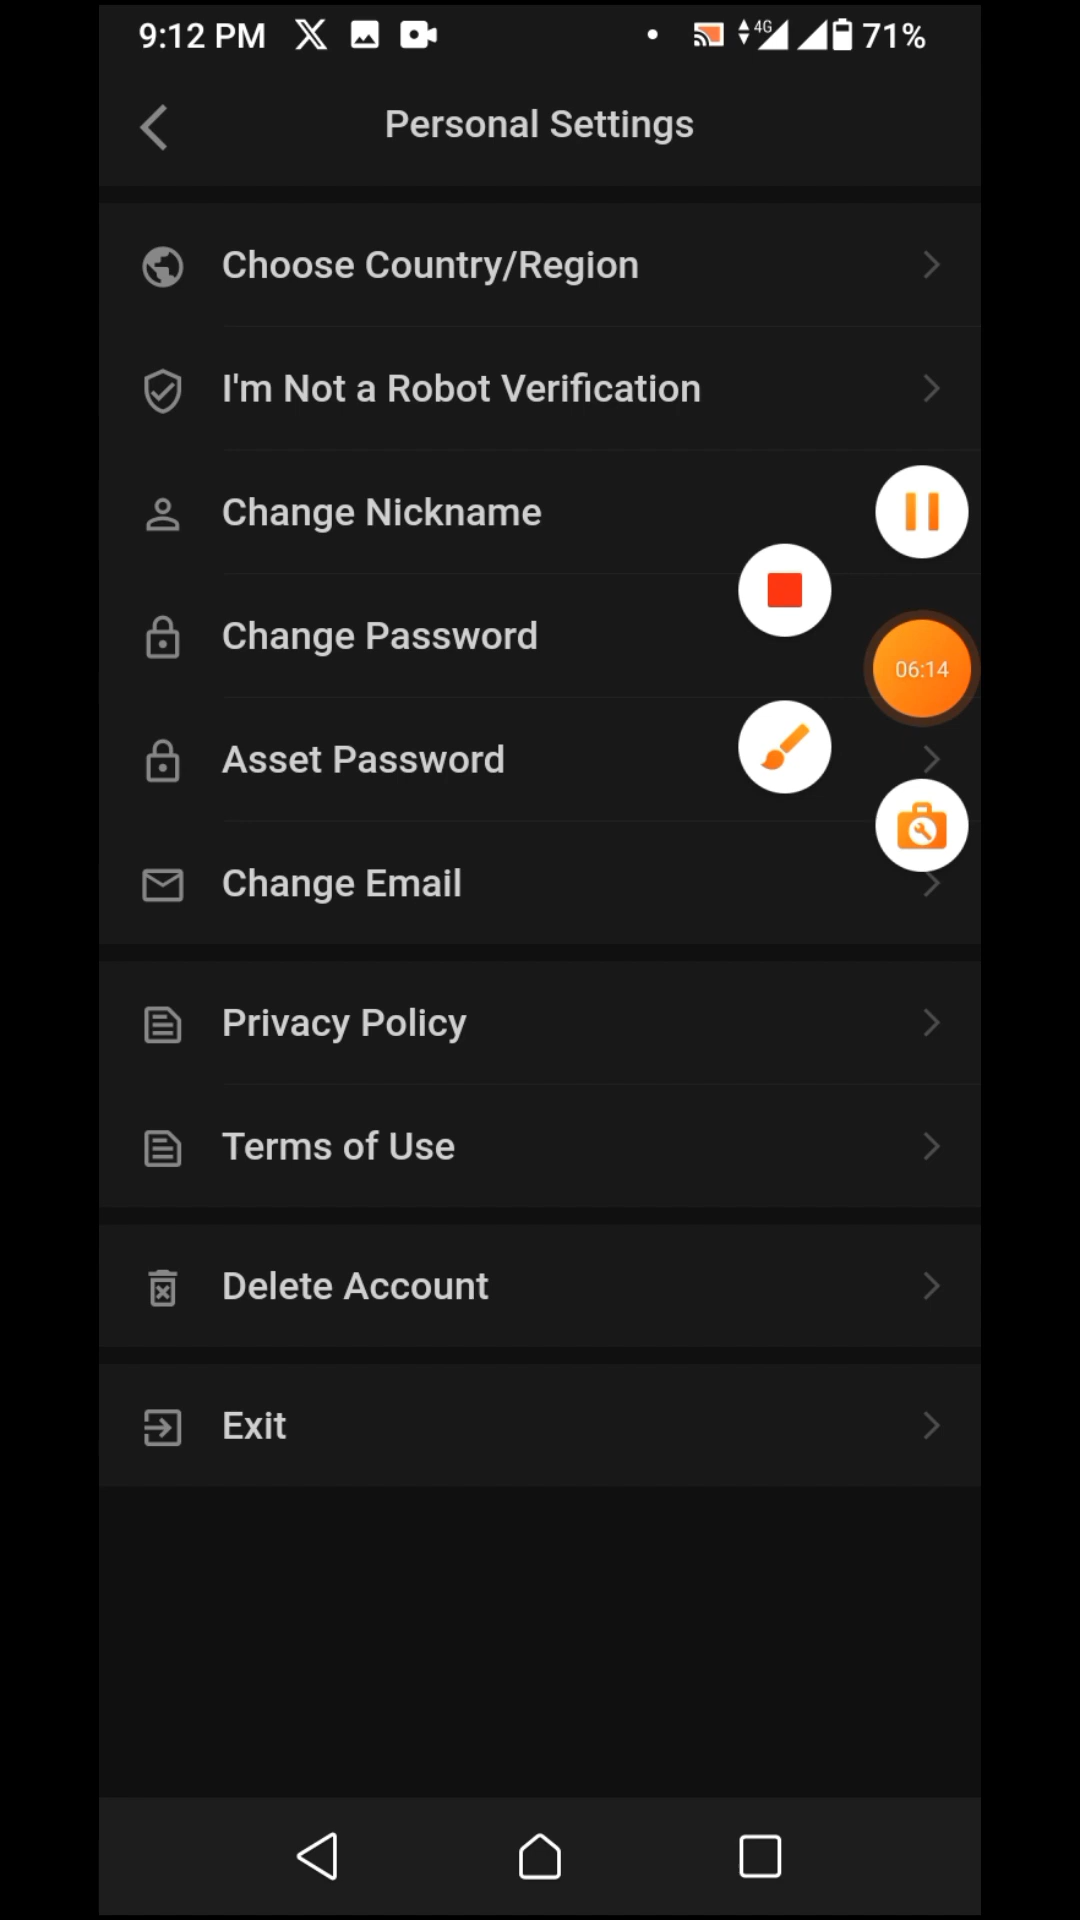 9:12 PM 4G 71%
Personal Settings
Choose Country/Region
I'm Not a Robot Verification
Change Nickname
Change Password
06:14
Asset Password
Change Email
Privacy Policy
Terms of Use
Delete Account
Exit